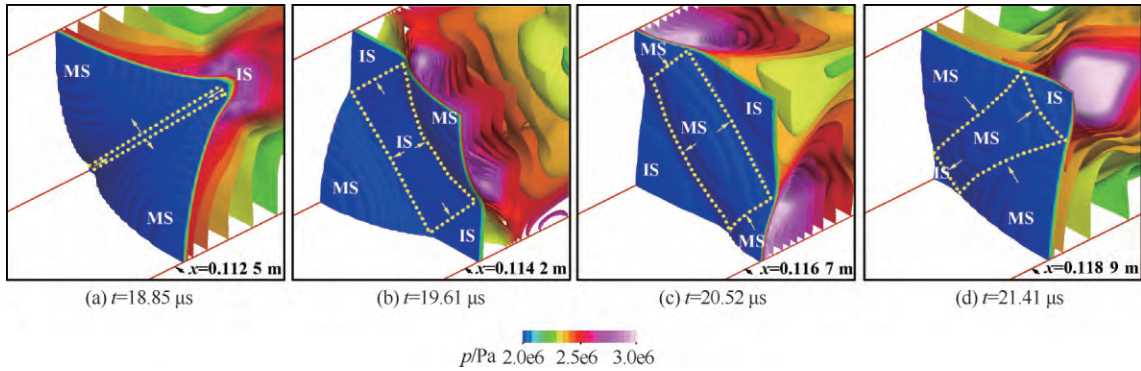 MS
IS
MS
x=0.112 5 m
(a) t=18.85 μs
IS
MS
IS
MS
IS
x=0.114 2 m
(b) t=19.61 μs
MS
IS
MS
IS
MS
x=0.116 7 m
(c) t=20.52 μs
MS
IS
MS
IS
MS
x=0.118 9 m
(d) t=21.41 μs
p/Pa
2.0e6 2.5e6 3.0e6